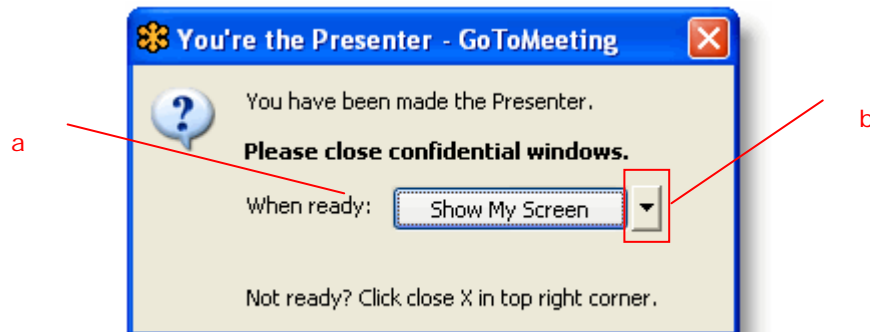 You're the Presenter - GoToMeeting
You have been made the Presenter.
a
b
Please close confidential windows.
When ready: Show My Screen
Not ready? Click close X in top right corner.